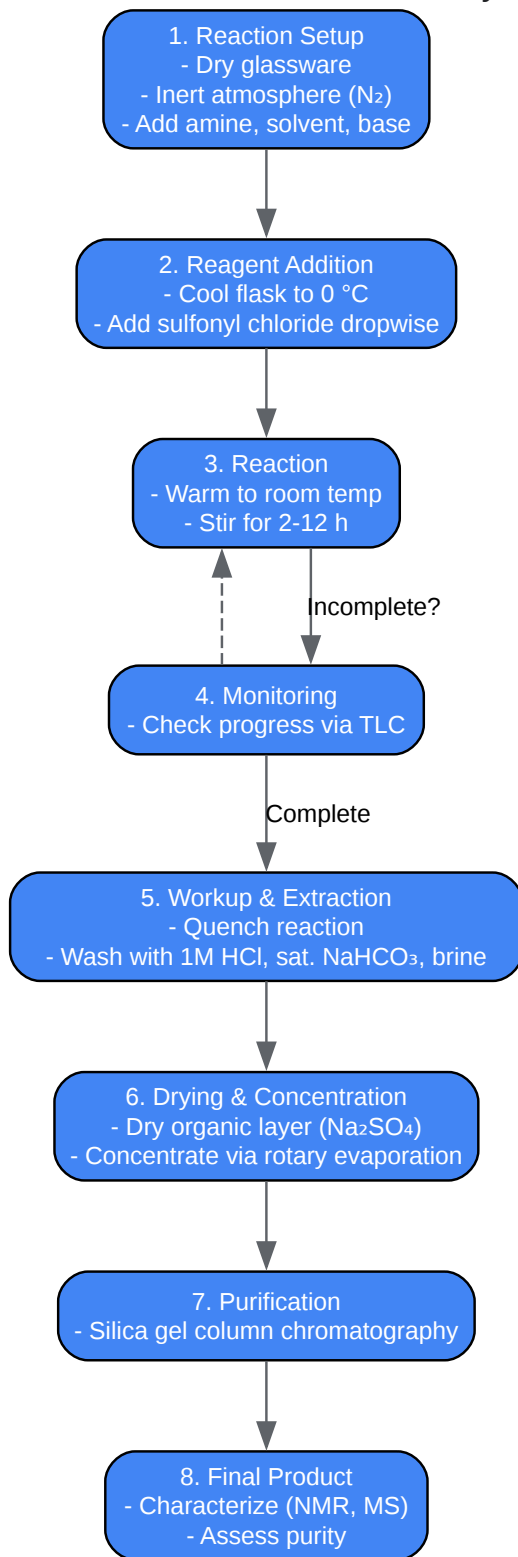 1. Reaction Setup
- Dry glassware
- Inert atmosphere (N₂)
- Add amine, solvent, base
2. Reagent Addition
- Cool flask to 0 °C
- Add sulfonyl chloride dropwise
3. Reaction
- Warm to room temp
- Stir for 2-12 h
Incomplete?
4. Monitoring
- Check progress via TLC
Complete
5. Workup & Extraction
- Quench reaction
- Wash with 1M HCl, sat. NaHCO₃, brine
6. Drying & Concentration
- Dry organic layer (Na₂SO₄)
- Concentrate via rotary evaporation
7. Purification
- Silica gel column chromatography
8. Final Product
- Characterize (NMR, MS)
- Assess purity